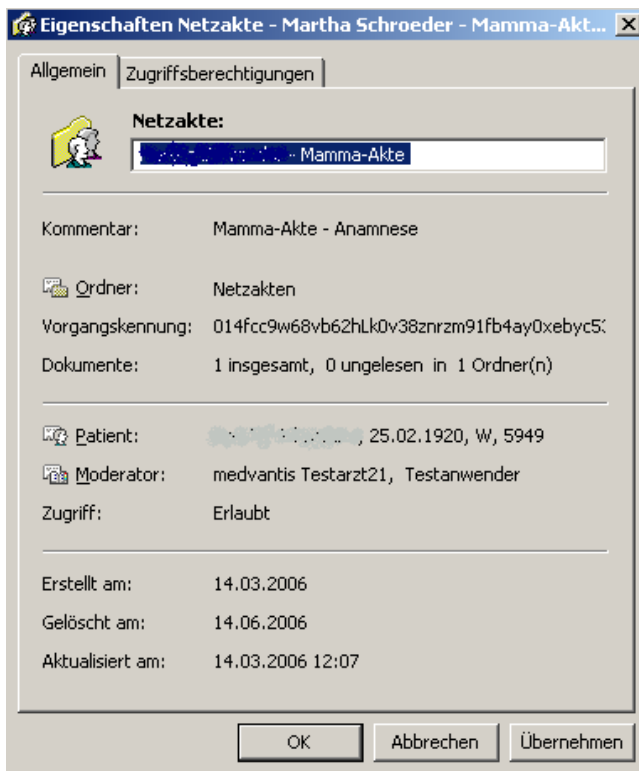 Eigenschaften Netzakte - Martha Schroeder - Mamma-Akt...
Allgemein Zugriffsberechtigungen
Netzakte:
- Mamma-Akte
Kommentar: Mamma-Akte - Anamnese
Ordner: Netzakten
Vorgangskennung: 014fcc9w68vb62hLk0v38znrzm91fb4ay0xebyc5
Dokumente: 1 insgesamt, 0 ungelesen in 1 Ordner(n)
Patient: , 25.02.1920, W, 5949
Moderator: medvantis Testarzt21, Testanwender
Zugriff: Erlaubt
Erstellt am: 14.03.2006
Gelöscht am: 14.06.2006
Aktualisiert am: 14.03.2006 12:07
OK Abbrechen Übernehmen